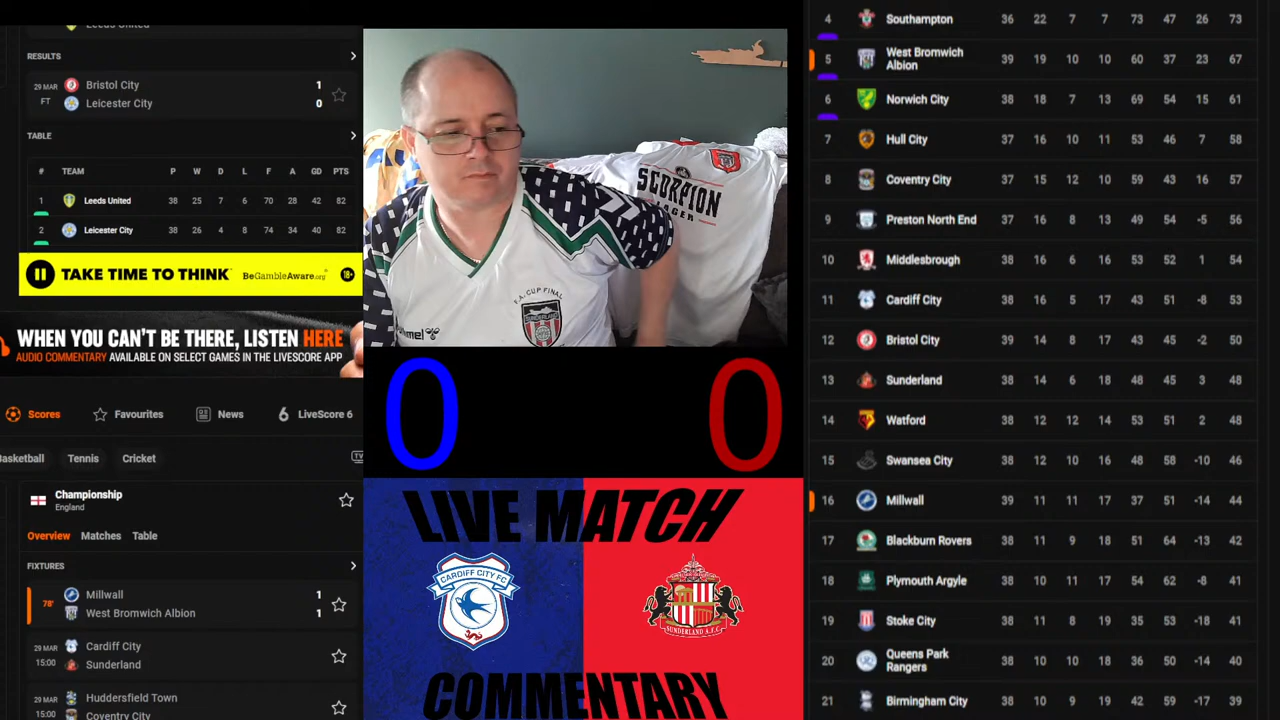 Leeds United
RESULTS
29 MAR Bristol City 1
FT Leicester City 0
TABLE
# TEAM P W D L F A GD PTS
1 Leeds United 38 25 7 6 70 28 42 82
2 Leicester City 38 26 4 8 74 34 40 82
TAKE TIME TO THINK BeGambleAware.org 18+
WHEN YOU CAN'T BE THERE, LISTEN HERE
AUDIO COMMENTARY AVAILABLE ON SELECT GAMES IN THE LIVESCORE APP
Scores Favourites News 6 LiveScore 6
Basketball Tennis Cricket TV
Championship
England
Overview Matches Table
FIXTURES
78' Millwall 1
West Bromwich Albion 1
29 MAR Cardiff City
15:00 Sunderland
29 MAR Huddersfield Town
15:00 Coventry City
SCORPION
LAGER
F.A. CUP FINAL
SUNDERLAND
hummel
0 0
LIVE MATCH
CARDIFF CITY FC
SUNDERLAND A.F.C
COMMENTARY
4 Southampton 36 22 7 7 73 47 26 73
5 West Bromwich
Albion 39 19 10 10 60 37 23 67
6 Norwich City 38 18 7 13 69 54 15 61
7 Hull City 37 16 10 11 53 46 7 58
8 Coventry City 37 15 12 10 59 43 16 57
9 Preston North End 37 16 8 13 49 54 -5 56
10 Middlesbrough 38 16 6 16 53 52 1 54
11 Cardiff City 38 16 5 17 43 51 -8 53
12 Bristol City 39 14 8 17 43 45 -2 50
13 Sunderland 38 14 6 18 48 45 3 48
14 Watford 38 12 12 14 53 51 2 48
15 Swansea City 38 12 10 16 48 58 -10 46
16 Millwall 39 11 11 17 37 51 -14 44
17 Blackburn Rovers 38 11 9 18 51 64 -13 42
18 Plymouth Argyle 38 10 11 17 54 62 -8 41
19 Stoke City 38 11 8 19 35 53 -18 41
20 Queens Park
Rangers 38 10 10 18 36 50 -14 40
21 Birmingham City 38 10 9 19 42 59 -17 39